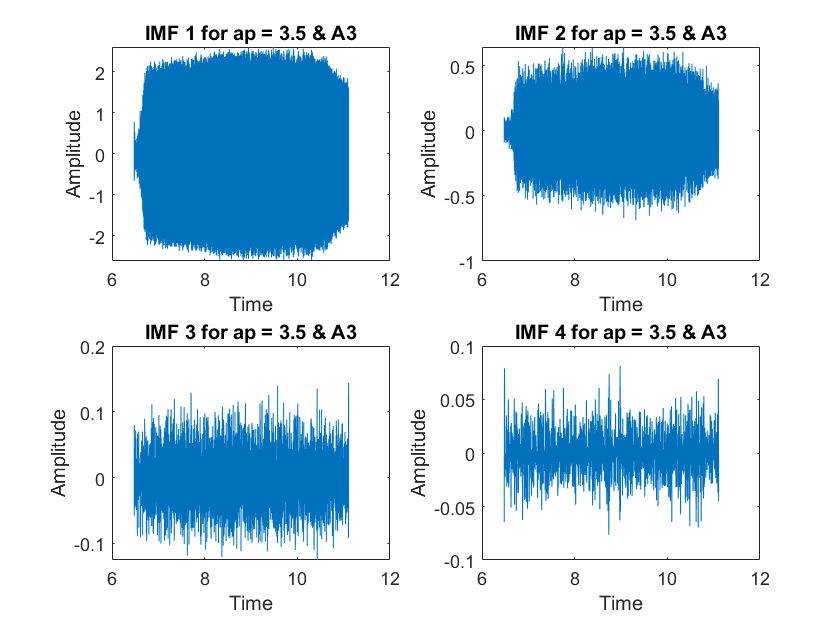 IMF 1 for ap = 3.5 & A3
Amplitude
2
1
0
-1
-2
6
8
10
12
Time
IMF 2 for ap = 3.5 & A3
Amplitude
0.5
0
-0.5
-1
6
8
10
12
Time
IMF 3 for ap = 3.5 & A3
Amplitude
0.2
0.1
0
-0.1
6
8
10
12
Time
IMF 4 for ap = 3.5 & A3
Amplitude
0.1
0.05
0
-0.05
-0.1
6
8
10
12
Time